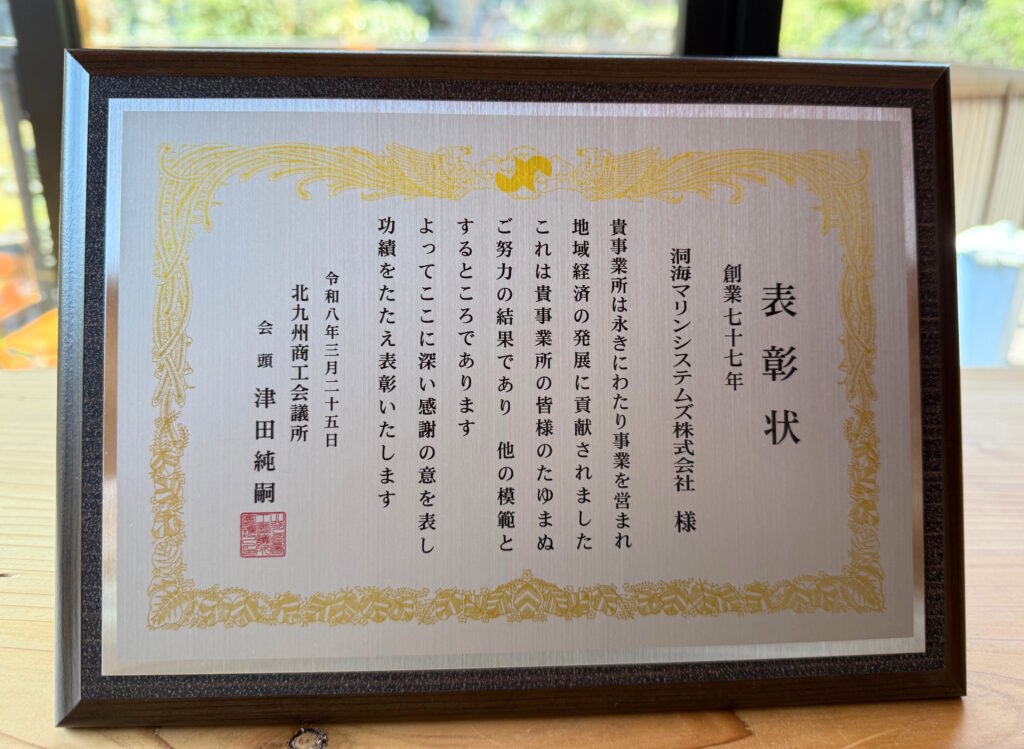 表彰状
創業七十七年
洞海マリンシステムズ株式会社 様
貴事業所は永きにわたり事業を営まれ
地域経済の発展に貢献されました
これは貴事業所の皆様のたゆまぬ
ご努力の結果であり 他の模範と
するところであります
よってここに深い感謝の意を表し
功績をたたえ表彰いたします
令和八年三月二十五日
北九州商工会議所
会頭 津田純嗣